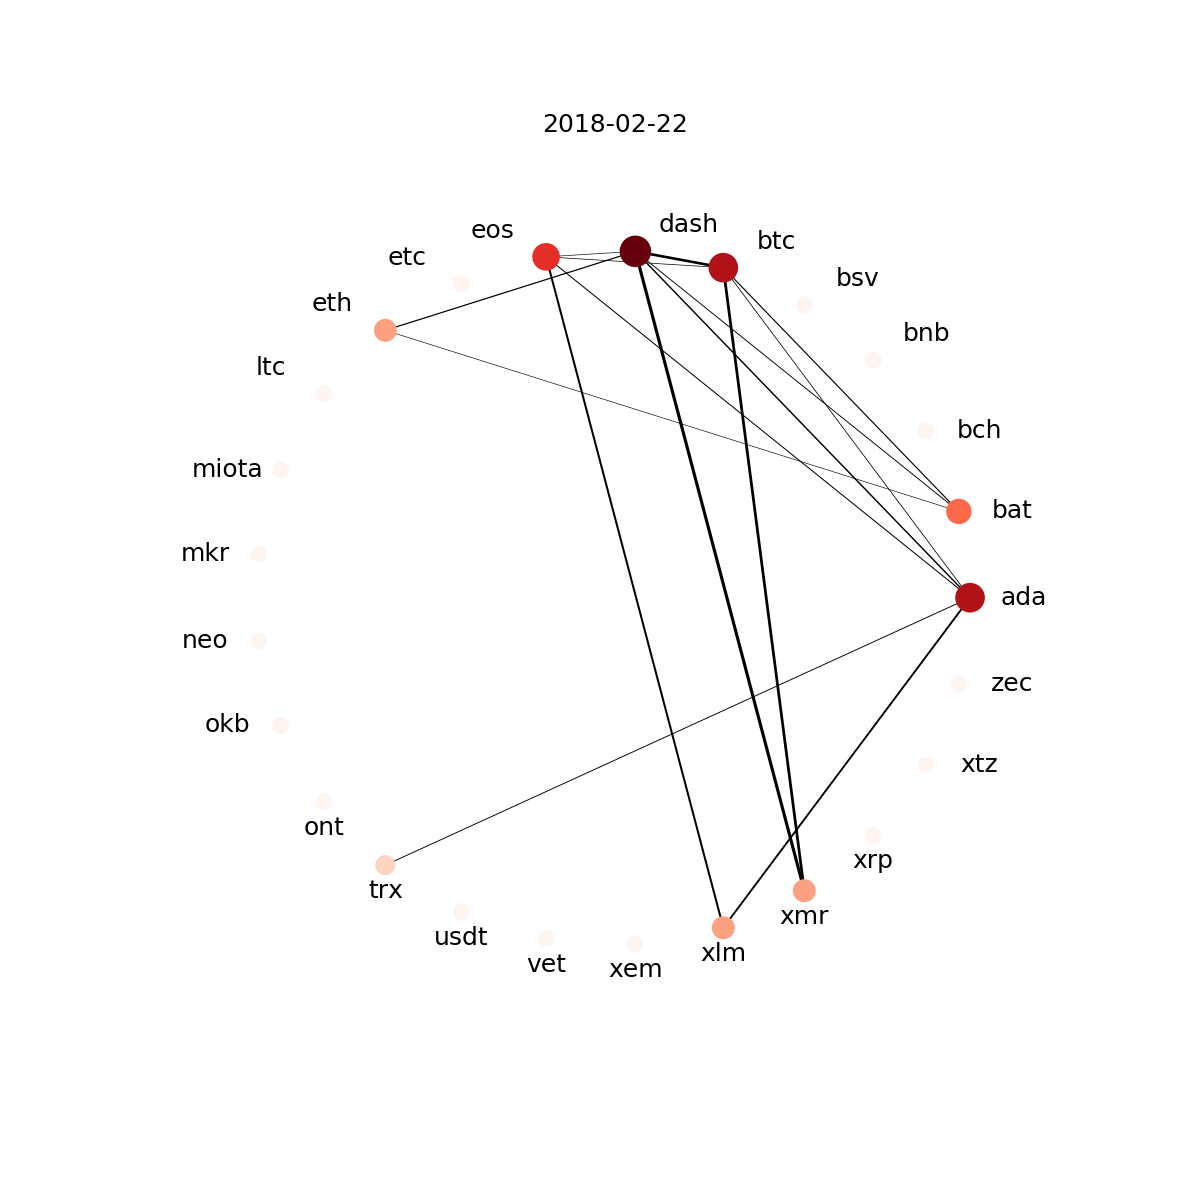 2018-02-22
dash
eos
btc
etc
bsv
eth
bnb
ltc
bch
miota
bat
mkr
ada
neo
zec
okb
xtz
ont
xrp
trx
xmr
usdt
xlm
vet
xem